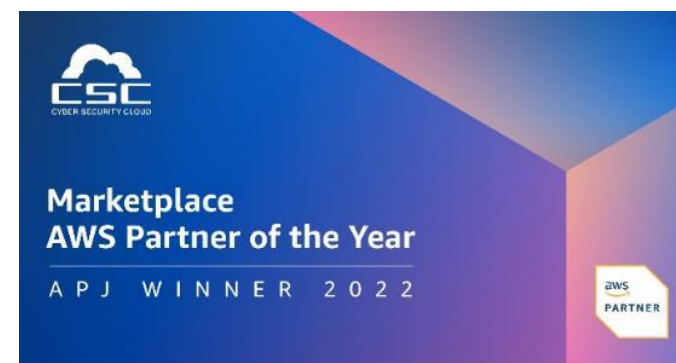 CSC
CYBER SECURITY CLOUD
Marketplace
AWS Partner of the Year
APJ WINNER 2022
aws
PARTNER